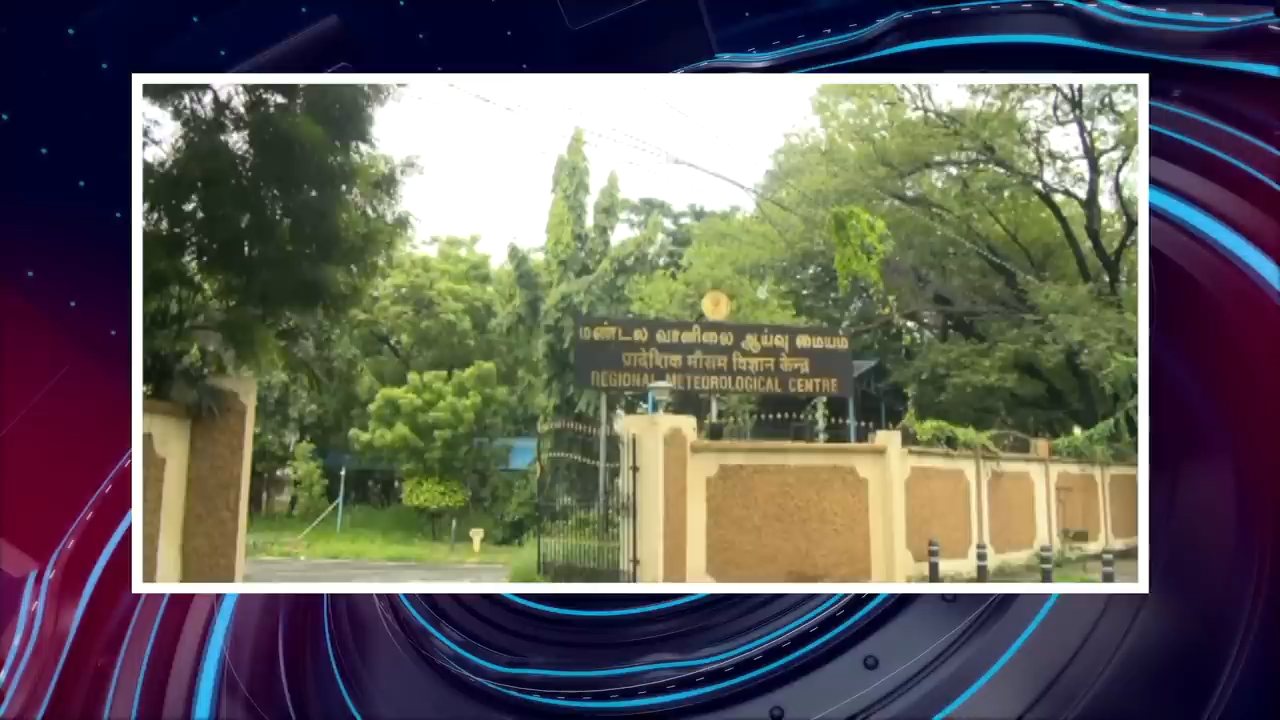 மண்டல வானிலை ஆய்வு மையம்
प्रादेशिक मौसम विज्ञान केन्द्र
REGIONAL METEOROLOGICAL CENTRE